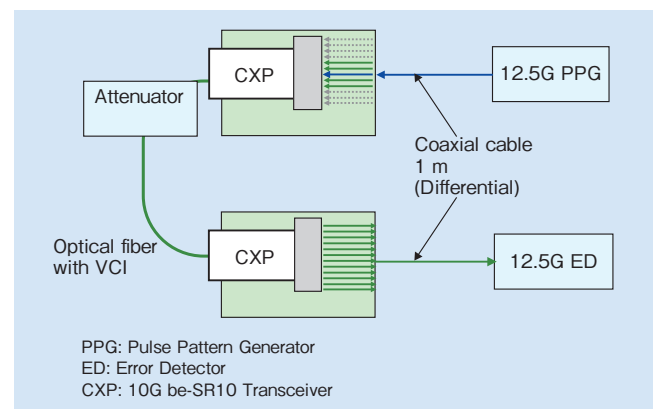 CXP
12.5G PPG
Attenuator
Coaxial cable
1 m
(Differential)
Optical fiber
with VCI
CXP
12.5G ED
PPG: Pulse Pattern Generator
ED: Error Detector
CXP: 10G be-SR10 Transceiver